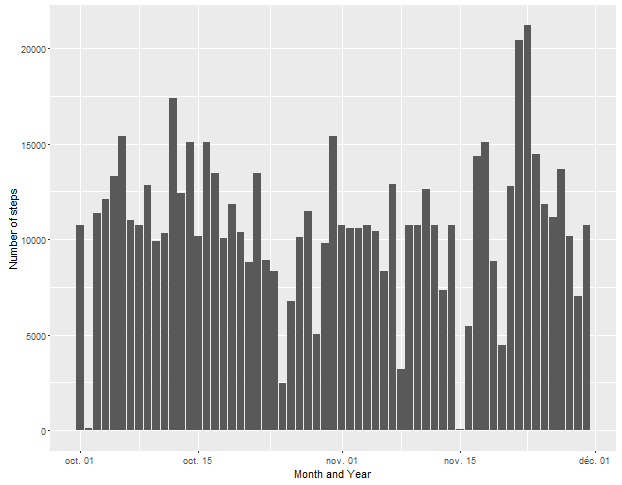 20000
15000
10000
5000
0
Number of steps
oct. 01
oct. 15
nov. 01
nov. 15
déc. 01
Month and Year